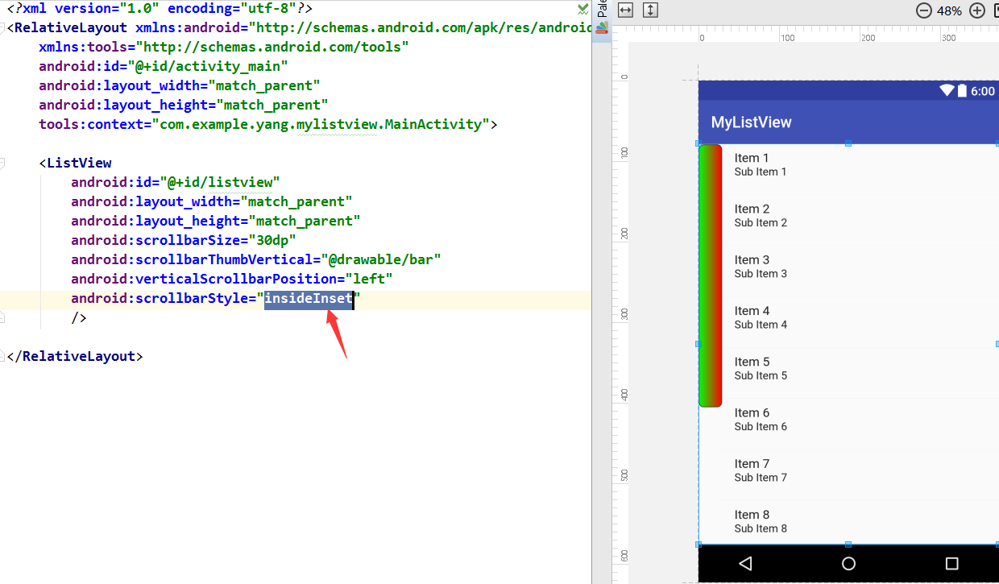 <?xml version="1.0" encoding="utf-8"?>
<RelativeLayout xmlns:android="http://schemas.android.com/apk/res/android
xmlns:tools="http://schemas.android.com/tools"
android:id="@+id/activity_main"
android:layout_width="match_parent"
android:layout_height="match_parent"
tools:context="com.example.yang.mylistview.MainActivity">
<ListView
android:id="@+id/listview"
android:layout_width="match_parent"
android:layout_height="match_parent"
android:scrollbarSize="30dp"
android:scrollbarThumbVertical="@drawable/bar"
android:verticalScrollbarPosition="left"
android:scrollbarStyle="insideInset"
/>
</RelativeLayout>
Pale
48%
0 100 200 300
0
100
200
300
400
500
600
6:00
MyListView
Item 1
Sub Item 1
Item 2
Sub Item 2
Item 3
Sub Item 3
Item 4
Sub Item 4
Item 5
Sub Item 5
Item 6
Sub Item 6
Item 7
Sub Item 7
Item 8
Sub Item 8